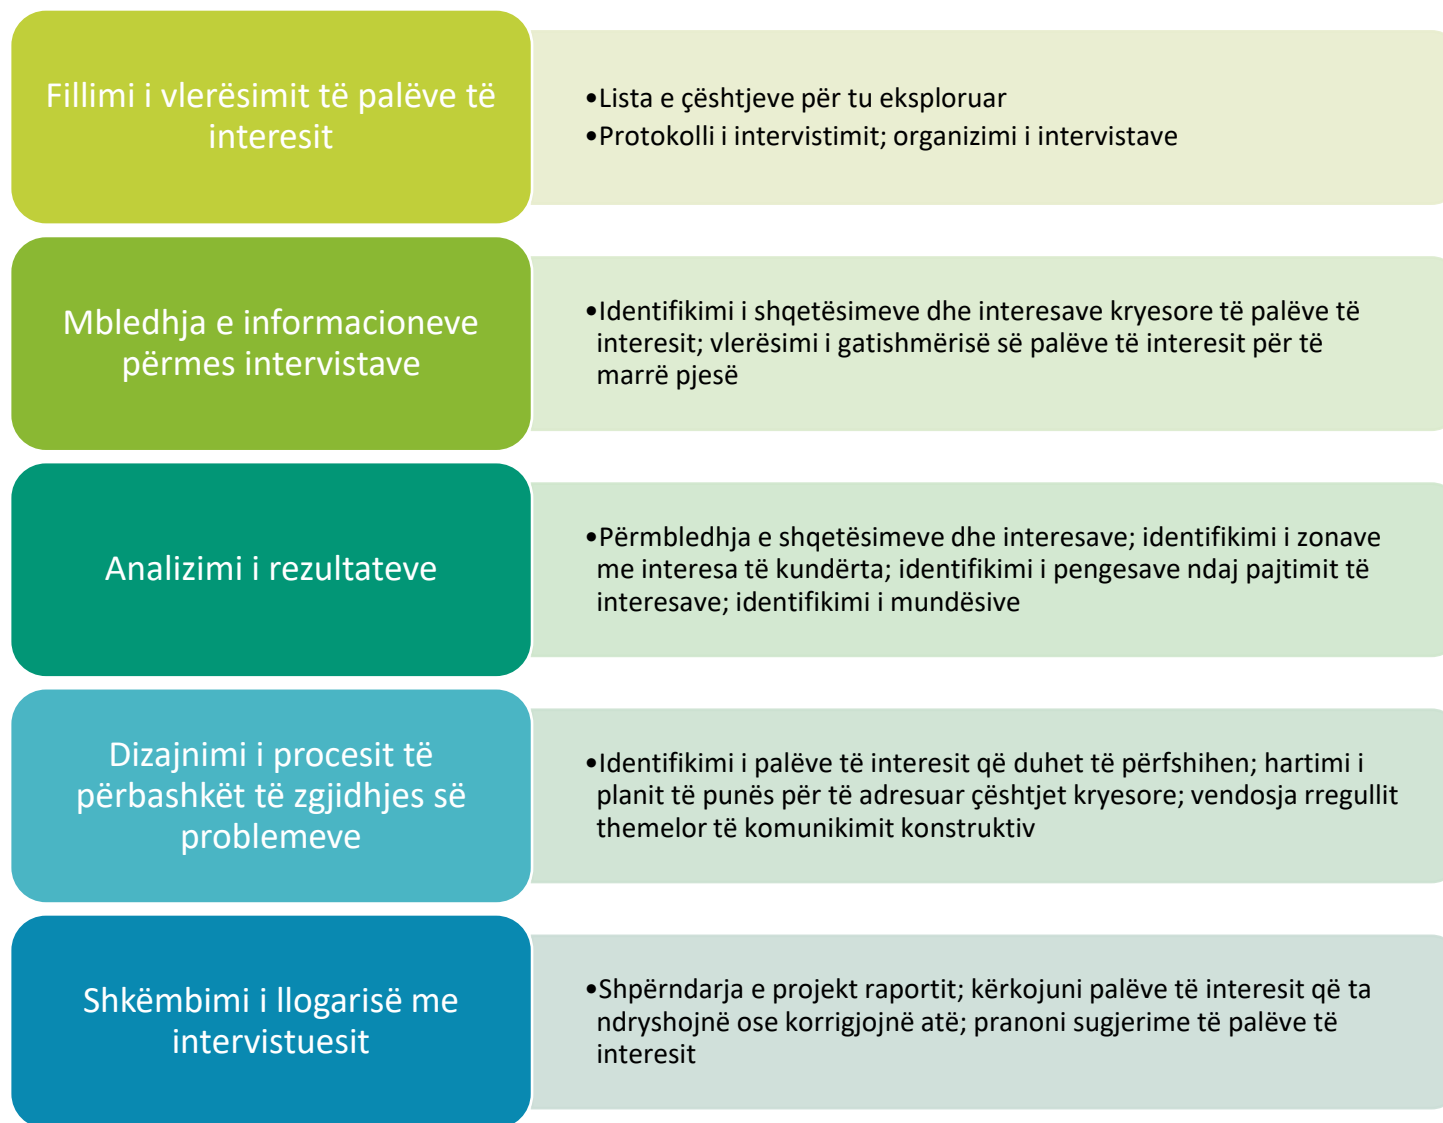 Fillimi i vlerësimit të palëve të
interesit
•Lista e çështjeve për tu eksploruar
•Protokolli i intervistimit; organizimi i intervistave
Mbledhja e informacioneve
përmes intervistave
•Identifikimi i shqetësimeve dhe interesave kryesore të palëve të
interesit; vlerësimi i gatishmërisë së palëve të interesit për të
marrë pjesë
Analizimi i rezultateve
•Përmbledhja e shqetësimeve dhe interesave; identifikimi i zonave
me interesa të kundërta; identifikimi i pengesave ndaj pajtimit të
interesave; identifikimi i mundësive
Dizajnimi i procesit të
përbashkët të zgjidhjes së
problemeve
•Identifikimi i palëve të interesit që duhet të përfshihen; hartimi i
planit të punës për të adresuar çështjet kryesore; vendosja rregullit
themelor të komunikimit konstruktiv
Shkëmbimi i llogarisë me
intervistuesit
•Shpërndarja e projekt raportit; kërkojuni palëve të interesit që ta
ndryshojnë ose korrigjojnë atë; pranoni sugjerime të palëve të
interesit